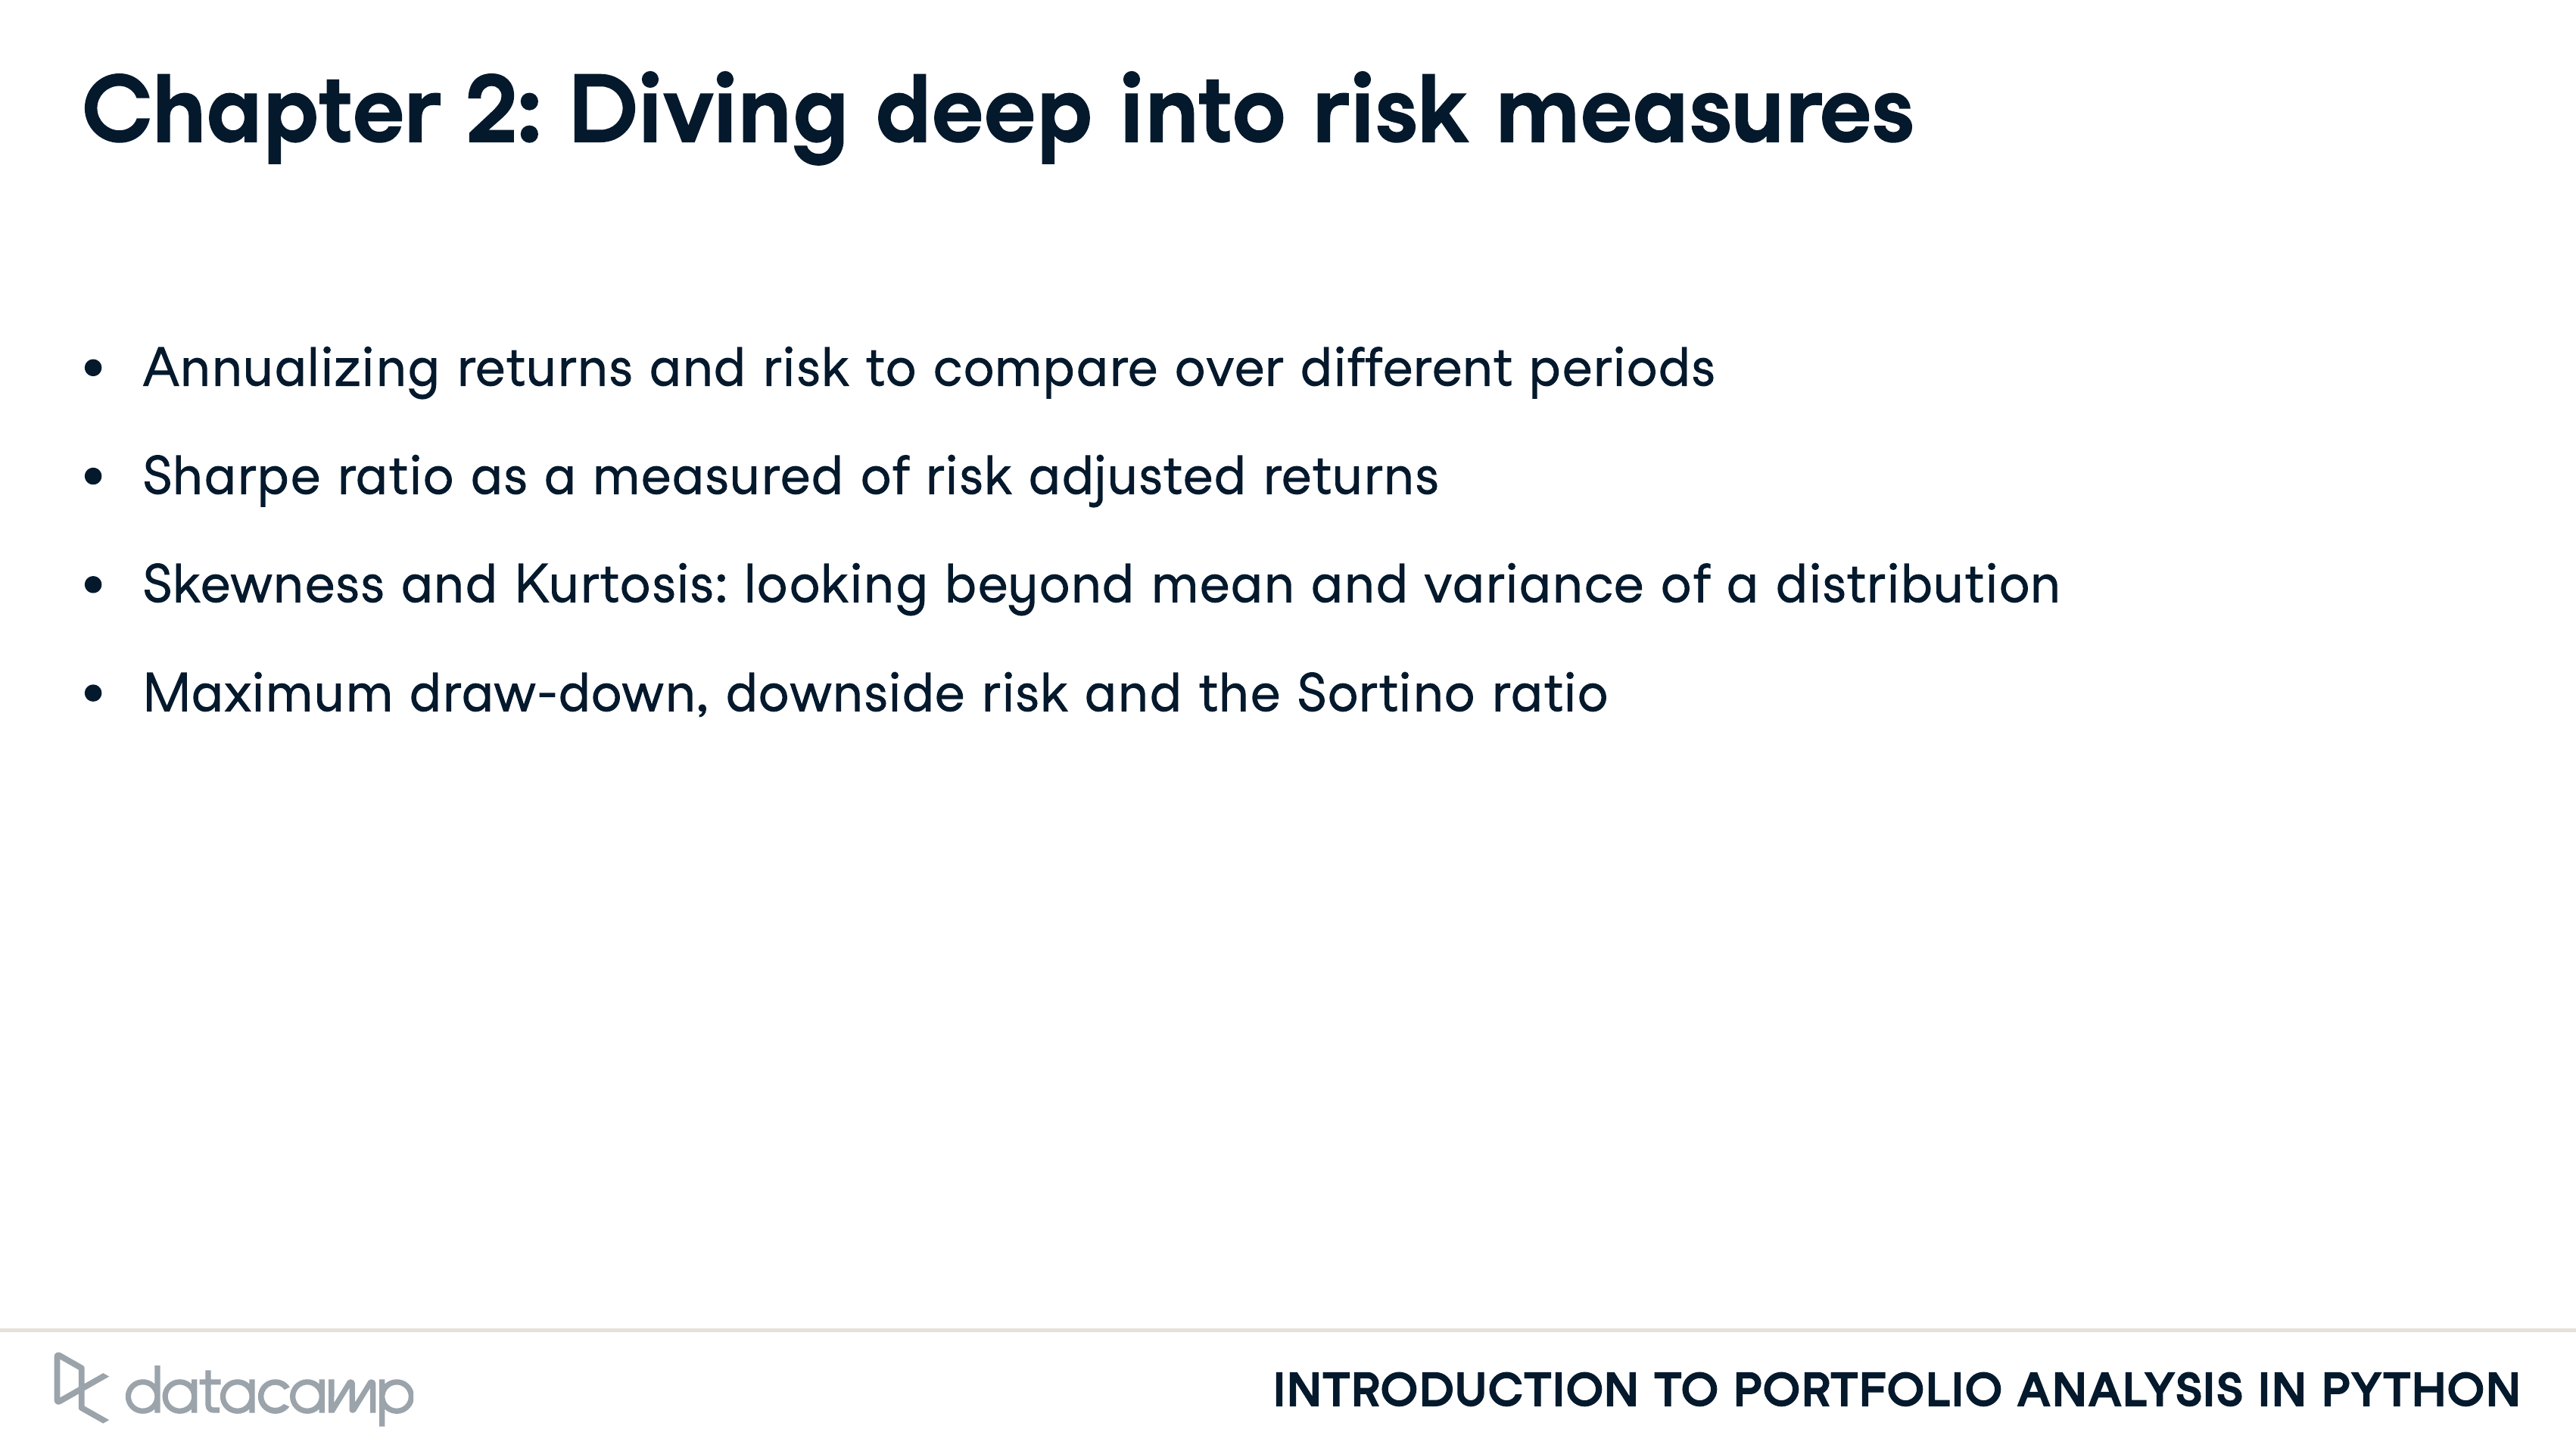 Chapter 2: Diving deep into risk measures
• Annualizing returns and risk to compare over different periods
• Sharpe ratio as a measured of risk adjusted returns
• Skewness and Kurtosis: looking beyond mean and variance of a distribution
• Maximum draw-down, downside risk and the Sortino ratio
datacamp
INTRODUCTION TO PORTFOLIO ANALYSIS IN PYTHON